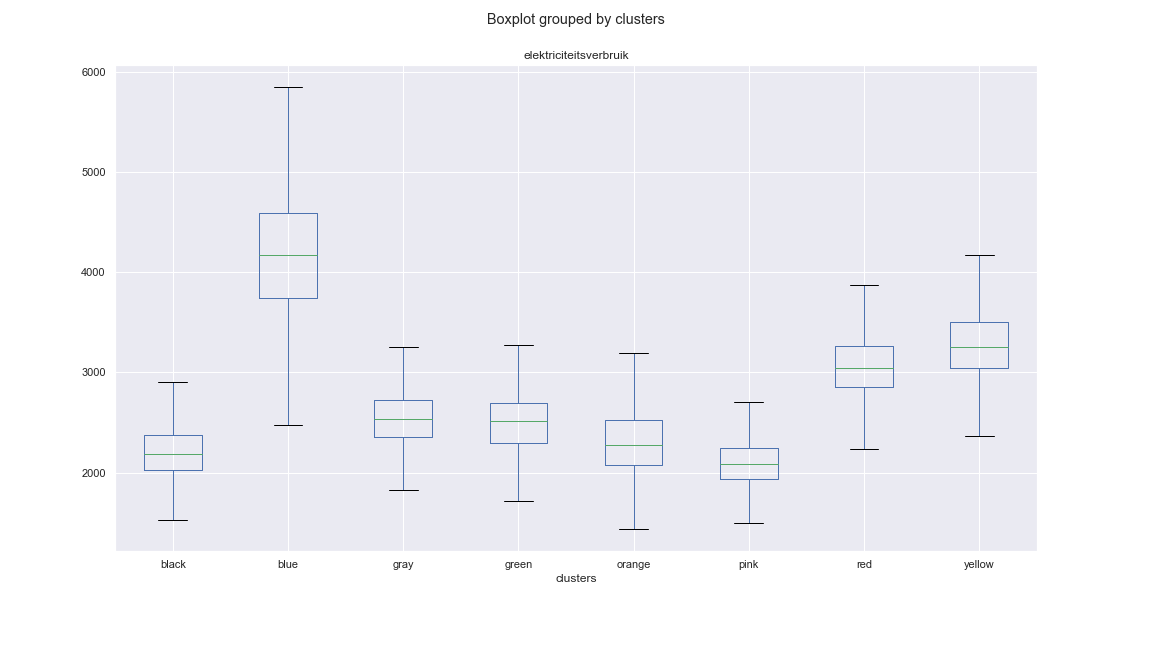 Boxplot grouped by clusters
elektriciteitsverbruik
6000
5000
4000
3000
2000
black blue gray green orange pink red yellow
clusters